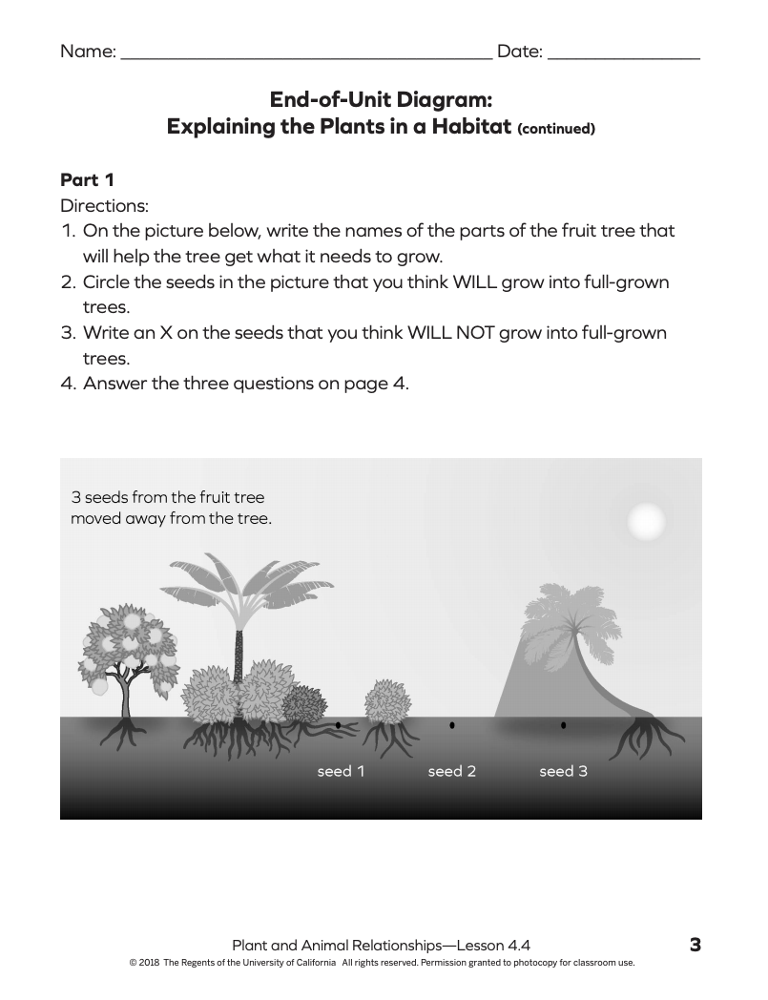 Name: Date:
End-of-Unit Diagram:
Explaining the Plants in a Habitat (continued)
Part 1
Directions:
1. On the picture below, write the names of the parts of the fruit tree that
will help the tree get what it needs to grow.
2. Circle the seeds in the picture that you think WILL grow into full-grown
trees.
3. Write an X on the seeds that you think WILL NOT grow into full-grown
trees.
4. Answer the three questions on page 4.
3 seeds from the fruit tree
moved away from the tree.
seed 1 seed 2 seed 3
Plant and Animal Relationships—Lesson 4.4 3
© 2018 The Regents of the University of California All rights reserved. Permission granted to photocopy for classroom use.